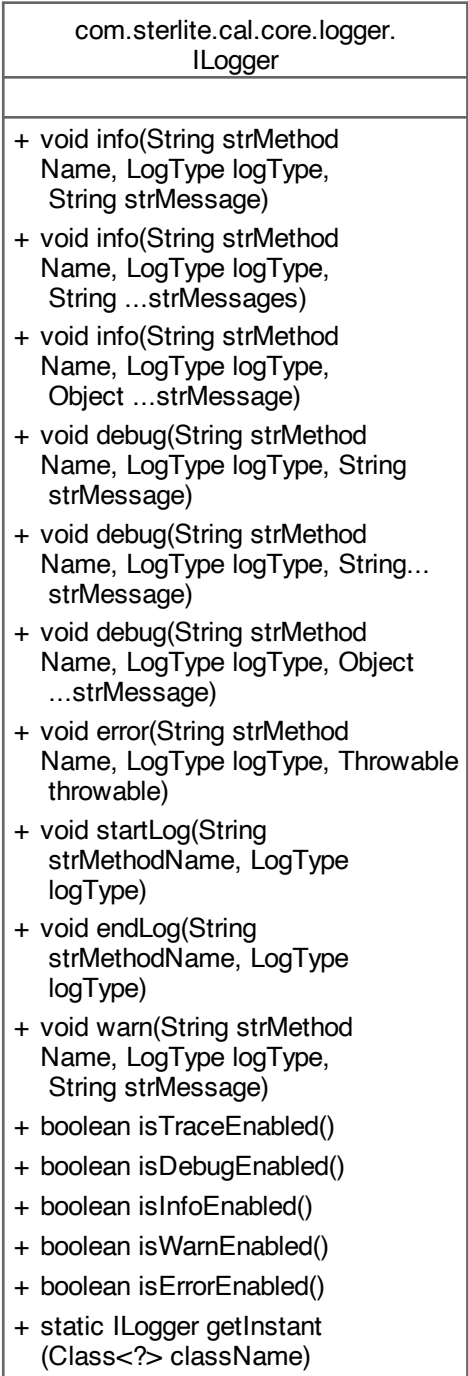 com.sterlite.cal.core.logger.
ILogger
+ void info(String strMethod
Name, LogType logType,
String strMessage)
+ void info(String strMethod
Name, LogType logType,
String ...strMessages)
+ void info(String strMethod
Name, LogType logType,
Object ...strMessage)
+ void debug(String strMethod
Name, LogType logType, String
strMessage)
+ void debug(String strMethod
Name, LogType logType, String...
strMessage)
+ void debug(String strMethod
Name, LogType logType, Object
...strMessage)
+ void error(String strMethod
Name, LogType logType, Throwable
throwable)
+ void startLog(String
strMethodName, LogType
logType)
+ void endLog(String
strMethodName, LogType
logType)
+ void warn(String strMethod
Name, LogType logType,
String strMessage)
+ boolean isTraceEnabled()
+ boolean isDebugEnabled()
+ boolean isInfoEnabled()
+ boolean isWarnEnabled()
+ boolean isErrorEnabled()
+ static ILogger getInstant
(Class<?> className)